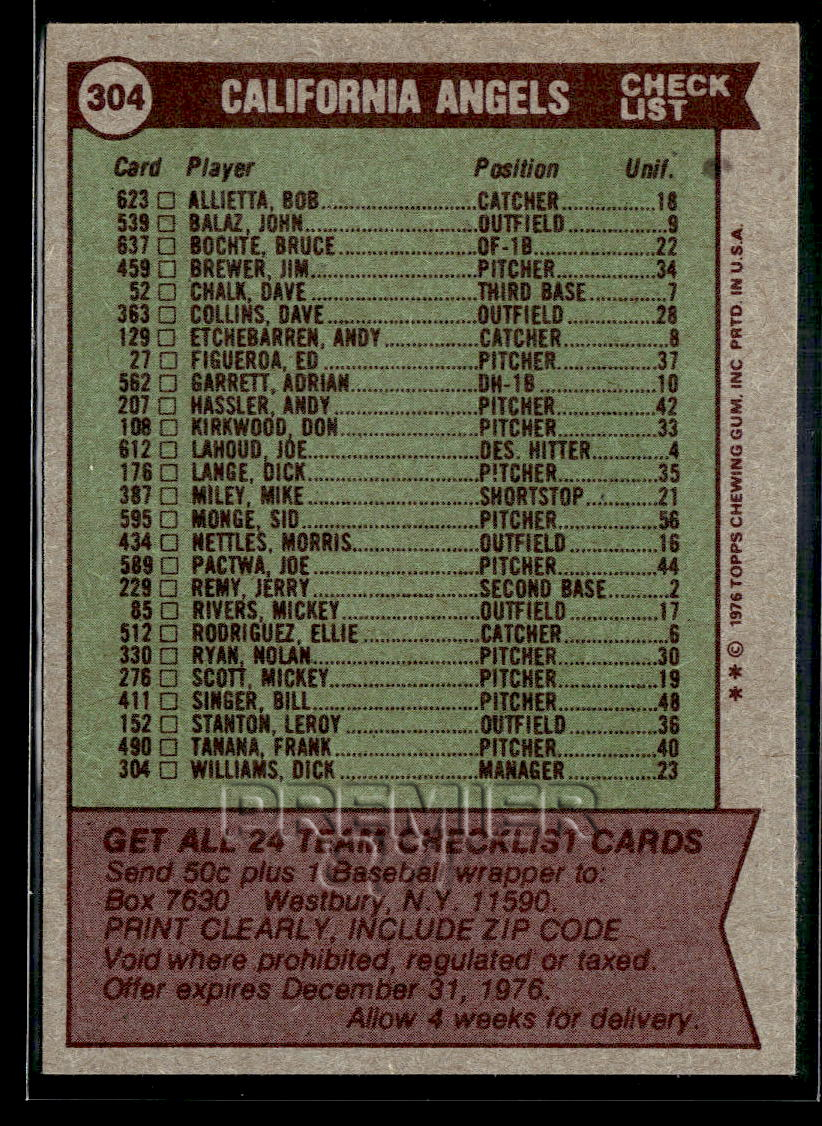 304 CALIFORNIA ANGELS CHECK LIST
Card Player Position Unif.
623 □ ALLIETTA, BOB CATCHER 18
539 □ BALAZ, JOHN OUTFIELD 9
637 □ BOCHTE, BRUCE OF-1B 22
459 □ BREWER, JIM PITCHER 34
52 □ CHALK, DAVE THIRD BASE 7
363 □ COLLINS, DAVE OUTFIELD 28
129 □ ETCHEBARREN, ANDY CATCHER 8
27 □ FIGUEROA, ED PITCHER 37
562 □ GARRETT, ADRIAN DH-1B 10
207 □ HASSLER, ANDY PITCHER 42
108 □ KIRKWOOD, DON PITCHER 33
612 □ LAHOUD, JOE DES. HITTER 4
176 □ LANGE, DICK PITCHER 35
387 □ MILEY, MIKE SHORTSTOP 21
595 □ MONGE, SID PITCHER 56
434 □ NETTLES, MORRIS OUTFIELD 16
589 □ PACTWA, JOE PITCHER 44
229 □ REMY, JERRY SECOND BASE 2
85 □ RIVERS, MICKEY OUTFIELD 17
512 □ RODRIGUEZ, ELLIE CATCHER 6
330 □ RYAN, NOLAN PITCHER 30
276 □ SCOTT, MICKEY PITCHER 19
411 □ SINGER, BILL PITCHER 48
152 □ STANTON, LEROY OUTFIELD 36
490 □ TANANA, FRANK PITCHER 40
304 □ WILLIAMS, DICK MANAGER 23
** © 1976 TOPPS CHEWING GUM, INC PRTD. IN U.S.A.
PREMIER
GET ALL 24 TEAM CHECKLIST CARDS
Send 50c plus 1 Baseball wrapper to:
Box 7630 Westbury, N.Y. 11590.
PRINT CLEARLY, INCLUDE ZIP CODE
Void where prohibited, regulated or taxed.
Offer expires December 31, 1976.
Allow 4 weeks for delivery.